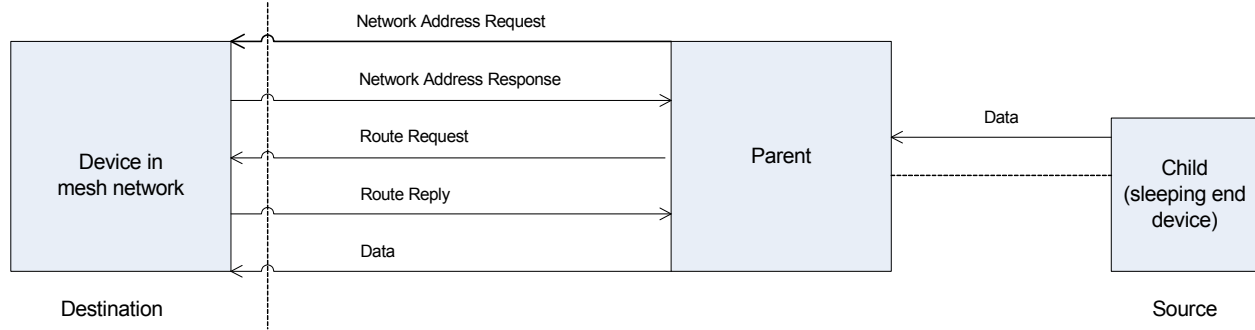 Network Address Request
Network Address Response
Route Request
Route Reply
Data
Device in
mesh network
Parent
Data
Child
(sleeping end
device)
Destination
Source